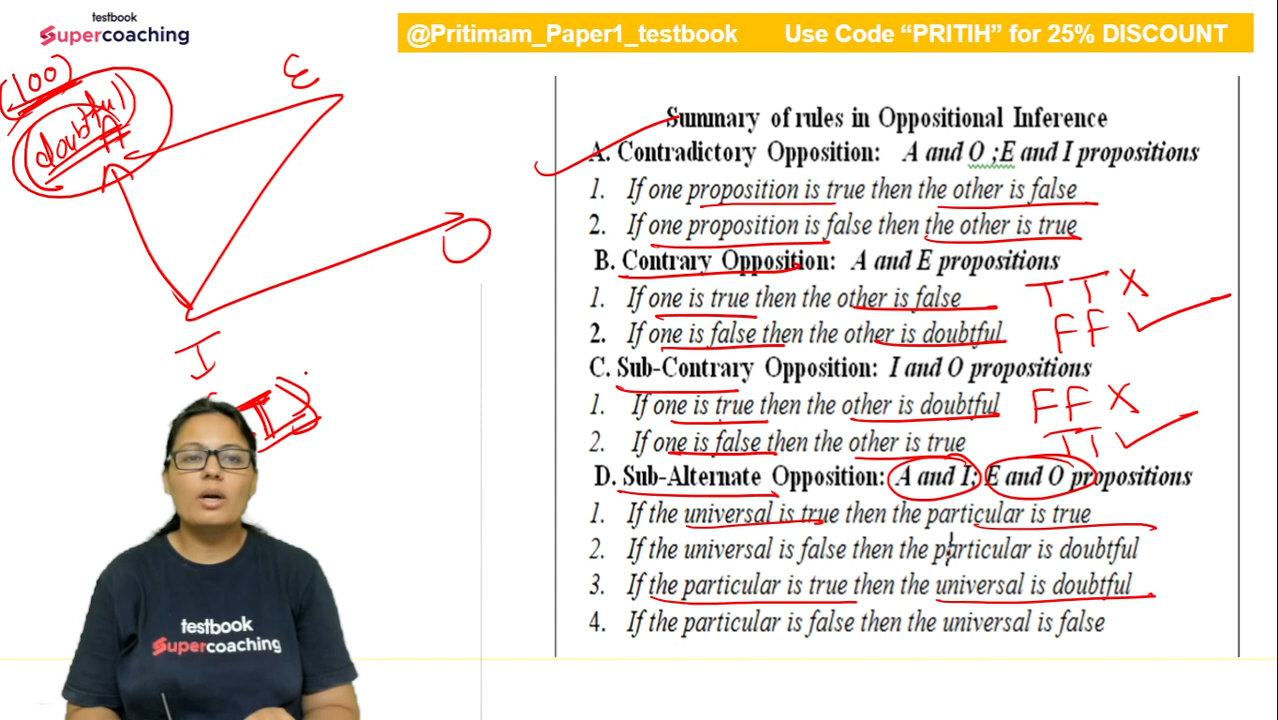 testbook
Supercoaching
@Pritimam_Paper1_testbook Use Code “PRITIH” for 25% DISCOUNT
(100)
doubtful
A
E
I
O
I
Summary of rules in Oppositional Inference
A. Contradictory Opposition: A and O ;E and I propositions
1. If one proposition is true then the other is false
2. If one proposition is false then the other is true
B. Contrary Opposition: A and E propositions
1. If one is true then the other is false
2. If one is false then the other is doubtful
C. Sub-Contrary Opposition: I and O propositions
1. If one is true then the other is doubtful
2. If one is false then the other is true
D. Sub-Alternate Opposition: A and I; E and O propositions
1. If the universal is true then the particular is true
2. If the universal is false then the particular is doubtful
3. If the particular is true then the universal is doubtful
4. If the particular is false then the universal is false
T T X
F F ✓
F F X
T T ✓
testbook
Supercoaching